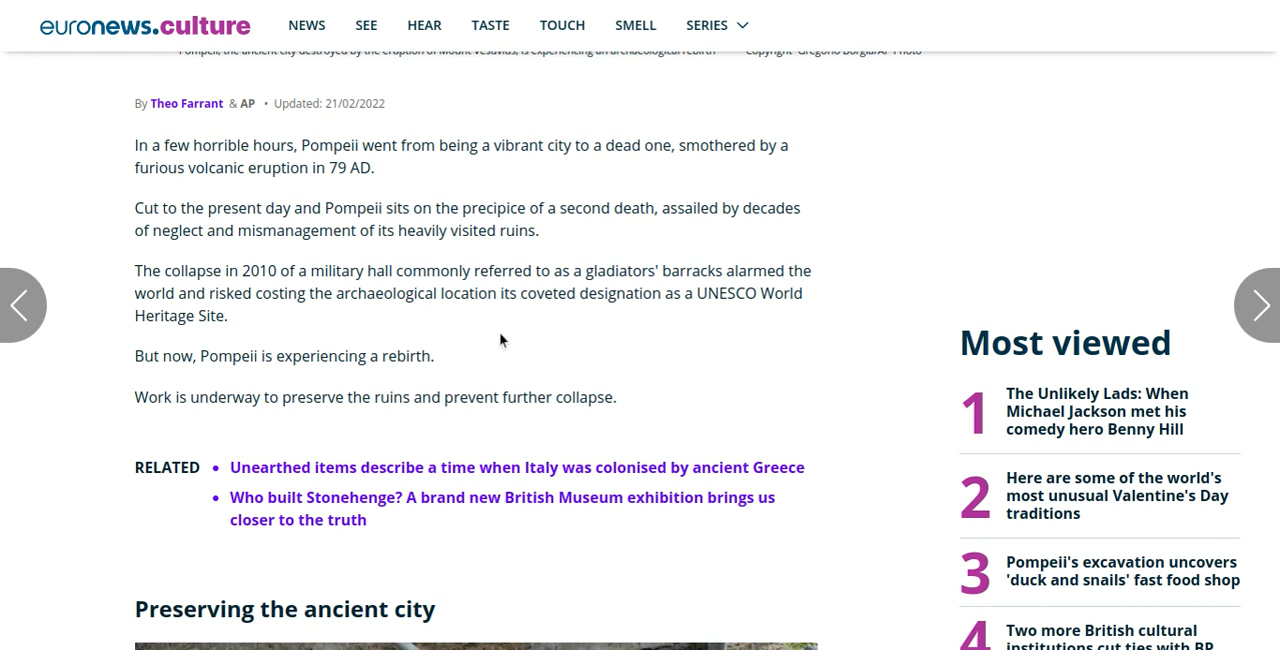 euronews.culture
NEWS SEE HEAR TASTE TOUCH SMELL SERIES
Pompeii, the ancient city destroyed by the eruption of Mount Vesuvius, is experiencing an archaeological rebirth Copyright Gregorio Borgia/AP Photo
By Theo Farrant & AP • Updated: 21/02/2022
In a few horrible hours, Pompeii went from being a vibrant city to a dead one, smothered by a
furious volcanic eruption in 79 AD.
Cut to the present day and Pompeii sits on the precipice of a second death, assailed by decades
of neglect and mismanagement of its heavily visited ruins.
The collapse in 2010 of a military hall commonly referred to as a gladiators' barracks alarmed the
world and risked costing the archaeological location its coveted designation as a UNESCO World
Heritage Site.
But now, Pompeii is experiencing a rebirth.
Work is underway to preserve the ruins and prevent further collapse.
RELATED • Unearthed items describe a time when Italy was colonised by ancient Greece
• Who built Stonehenge? A brand new British Museum exhibition brings us
closer to the truth
Preserving the ancient city
Most viewed
1 The Unlikely Lads: When
Michael Jackson met his
comedy hero Benny Hill
2 Here are some of the world's
most unusual Valentine's Day
traditions
3 Pompeii's excavation uncovers
'duck and snails' fast food shop
4 Two more British cultural
institutions cut ties with BP